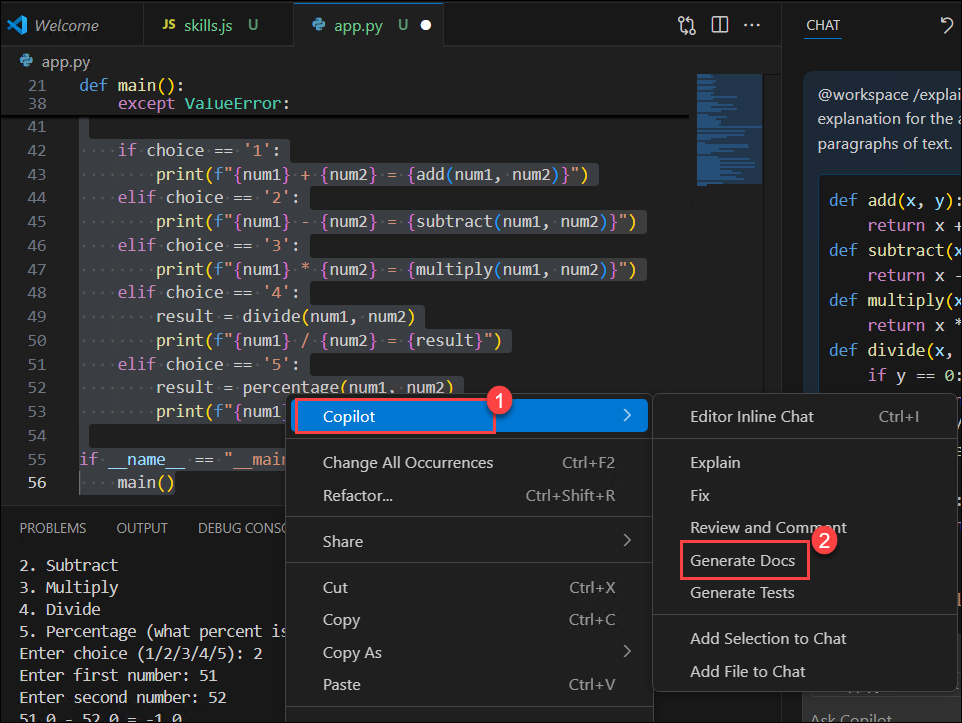 Welcome
JS skills.js U
app.py U
CHAT
app.py
21 def main():
38 except ValueError:
41
42 if choice == '1':
43 print(f"{num1} + {num2} = {add(num1, num2)}")
44 elif choice == '2':
45 print(f"{num1} - {num2} = {subtract(num1, num2)}")
46 elif choice == '3':
47 print(f"{num1} * {num2} = {multiply(num1, num2)}")
48 elif choice == '4':
49 result = divide(num1, num2)
50 print(f"{num1} / {num2} = {result}")
51 elif choice == '5':
52 result = percentage(num1, num2)
53 print(f"{num1
54
55 if __name__ == "__main
56 main()
@workspace /explai
explanation for the a
paragraphs of text.
def add(x, y):
return x +
def subtract(x
return x -
def multiply(x
return x *
def divide(x,
if y == 0:
1
Copilot
Change All Occurrences Ctrl+F2
Refactor... Ctrl+Shift+R
Share
Cut Ctrl+X
Copy Ctrl+C
Copy As
Paste Ctrl+V
Editor Inline Chat Ctrl+I
Explain
Fix
Review and Comment
2
Generate Docs
Generate Tests
Add Selection to Chat
Add File to Chat
PROBLEMS OUTPUT DEBUG CONSO
2. Subtract
3. Multiply
4. Divide
5. Percentage (what percent is
Enter choice (1/2/3/4/5): 2
Enter first number: 51
Enter second number: 52
51.0 - 52.0 = -1.0
Ask Copilot